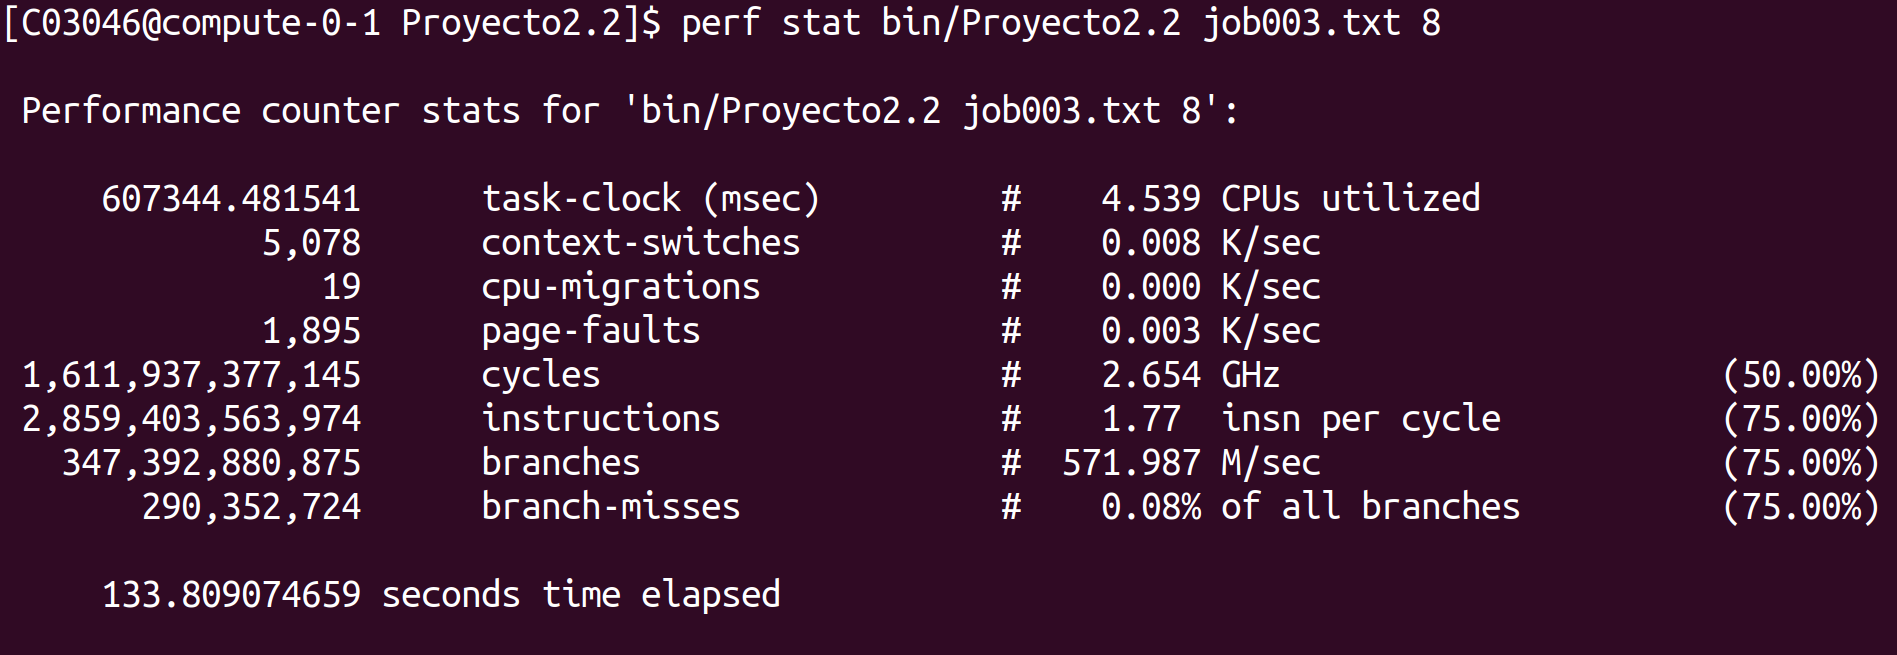 [C03046@compute-0-1 Proyecto2.2]$ perf stat bin/Proyecto2.2 job003.txt 8
Performance counter stats for 'bin/Proyecto2.2 job003.txt 8':
607344.481541 task-clock (msec) # 4.539 CPUs utilized
5,078 context-switches # 0.008 K/sec
19 cpu-migrations # 0.000 K/sec
1,895 page-faults # 0.003 K/sec
1,611,937,377,145 cycles # 2.654 GHz (50.00%)
2,859,403,563,974 instructions # 1.77 insn per cycle (75.00%)
347,392,880,875 branches # 571.987 M/sec (75.00%)
290,352,724 branch-misses # 0.08% of all branches (75.00%)
133.809074659 seconds time elapsed